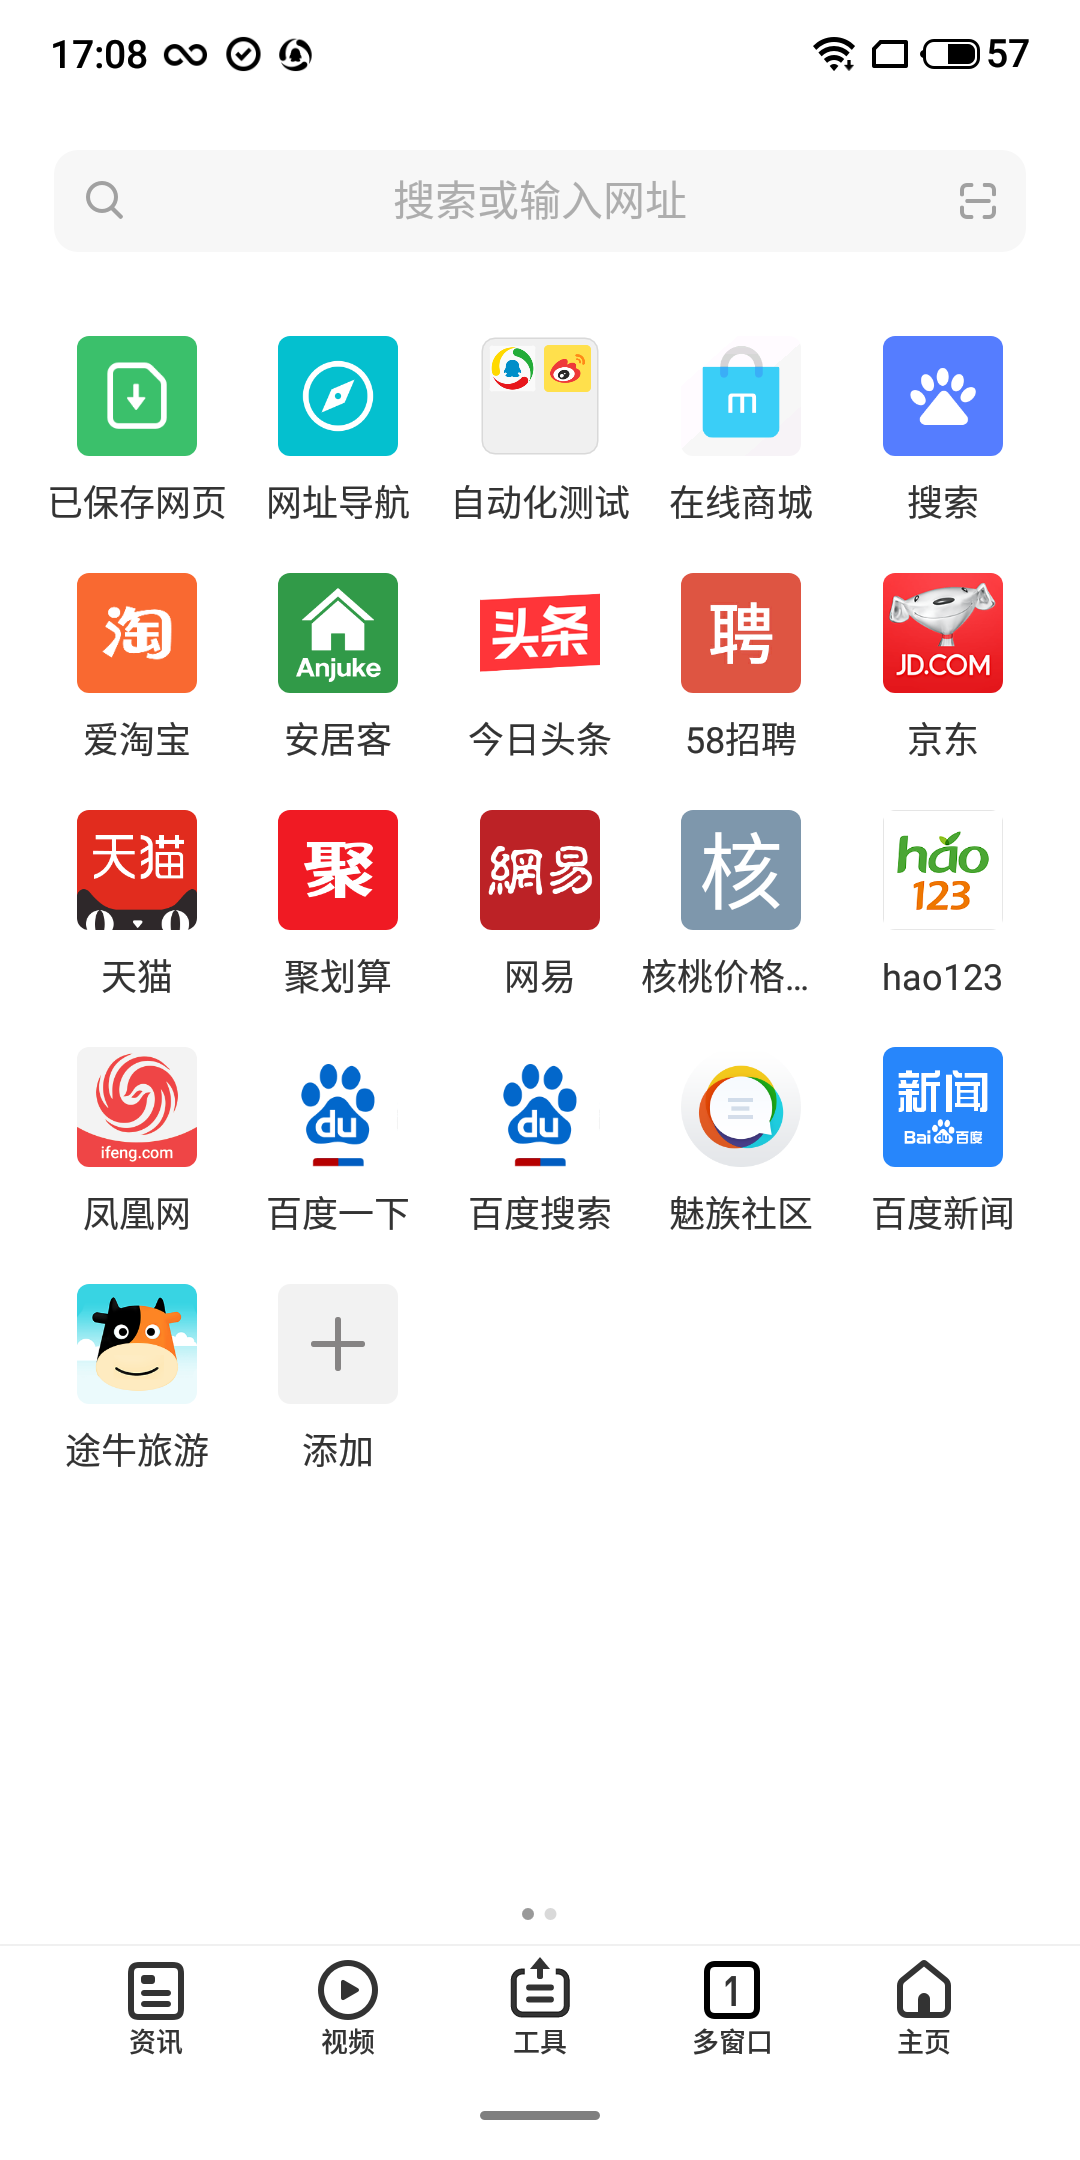 17:08 57
搜索或输入网址
m
已保存网页 网址导航 自动化测试 在线商城 搜索
淘 Anjuke 头条 聘 JD.COM
爱淘宝 安居客 今日头条 58招聘 京东
天猫 聚 網易 核 hao 123
天猫 聚划算 网易 核桃价格... hao123
ifeng.com du du 新闻 Bai du 百度
凤凰网 百度一下 百度搜索 魅族社区 百度新闻
途牛旅游 添加
1
资讯 视频 工具 多窗口 主页